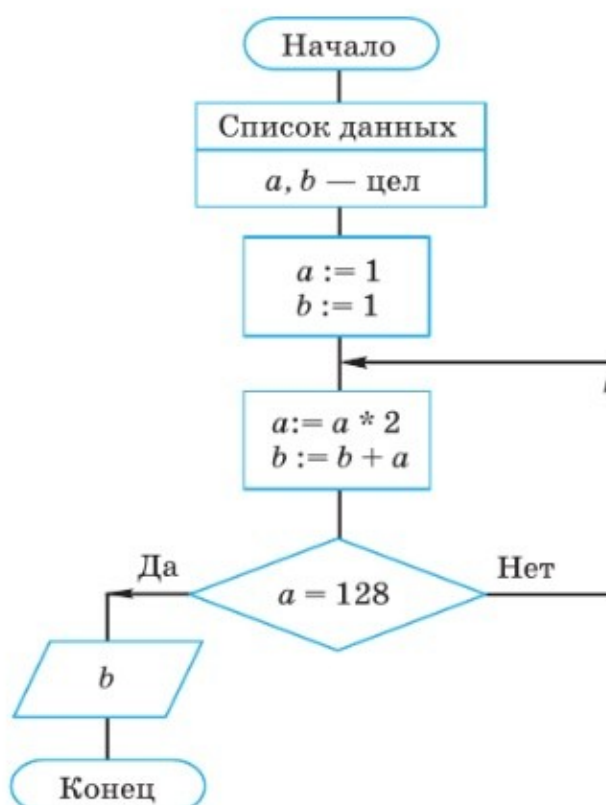 Начало
Список данных
a, b — цел
a := 1
b := 1
a:= a * 2
b := b + a
Да
Нет
a = 128
b
Конец